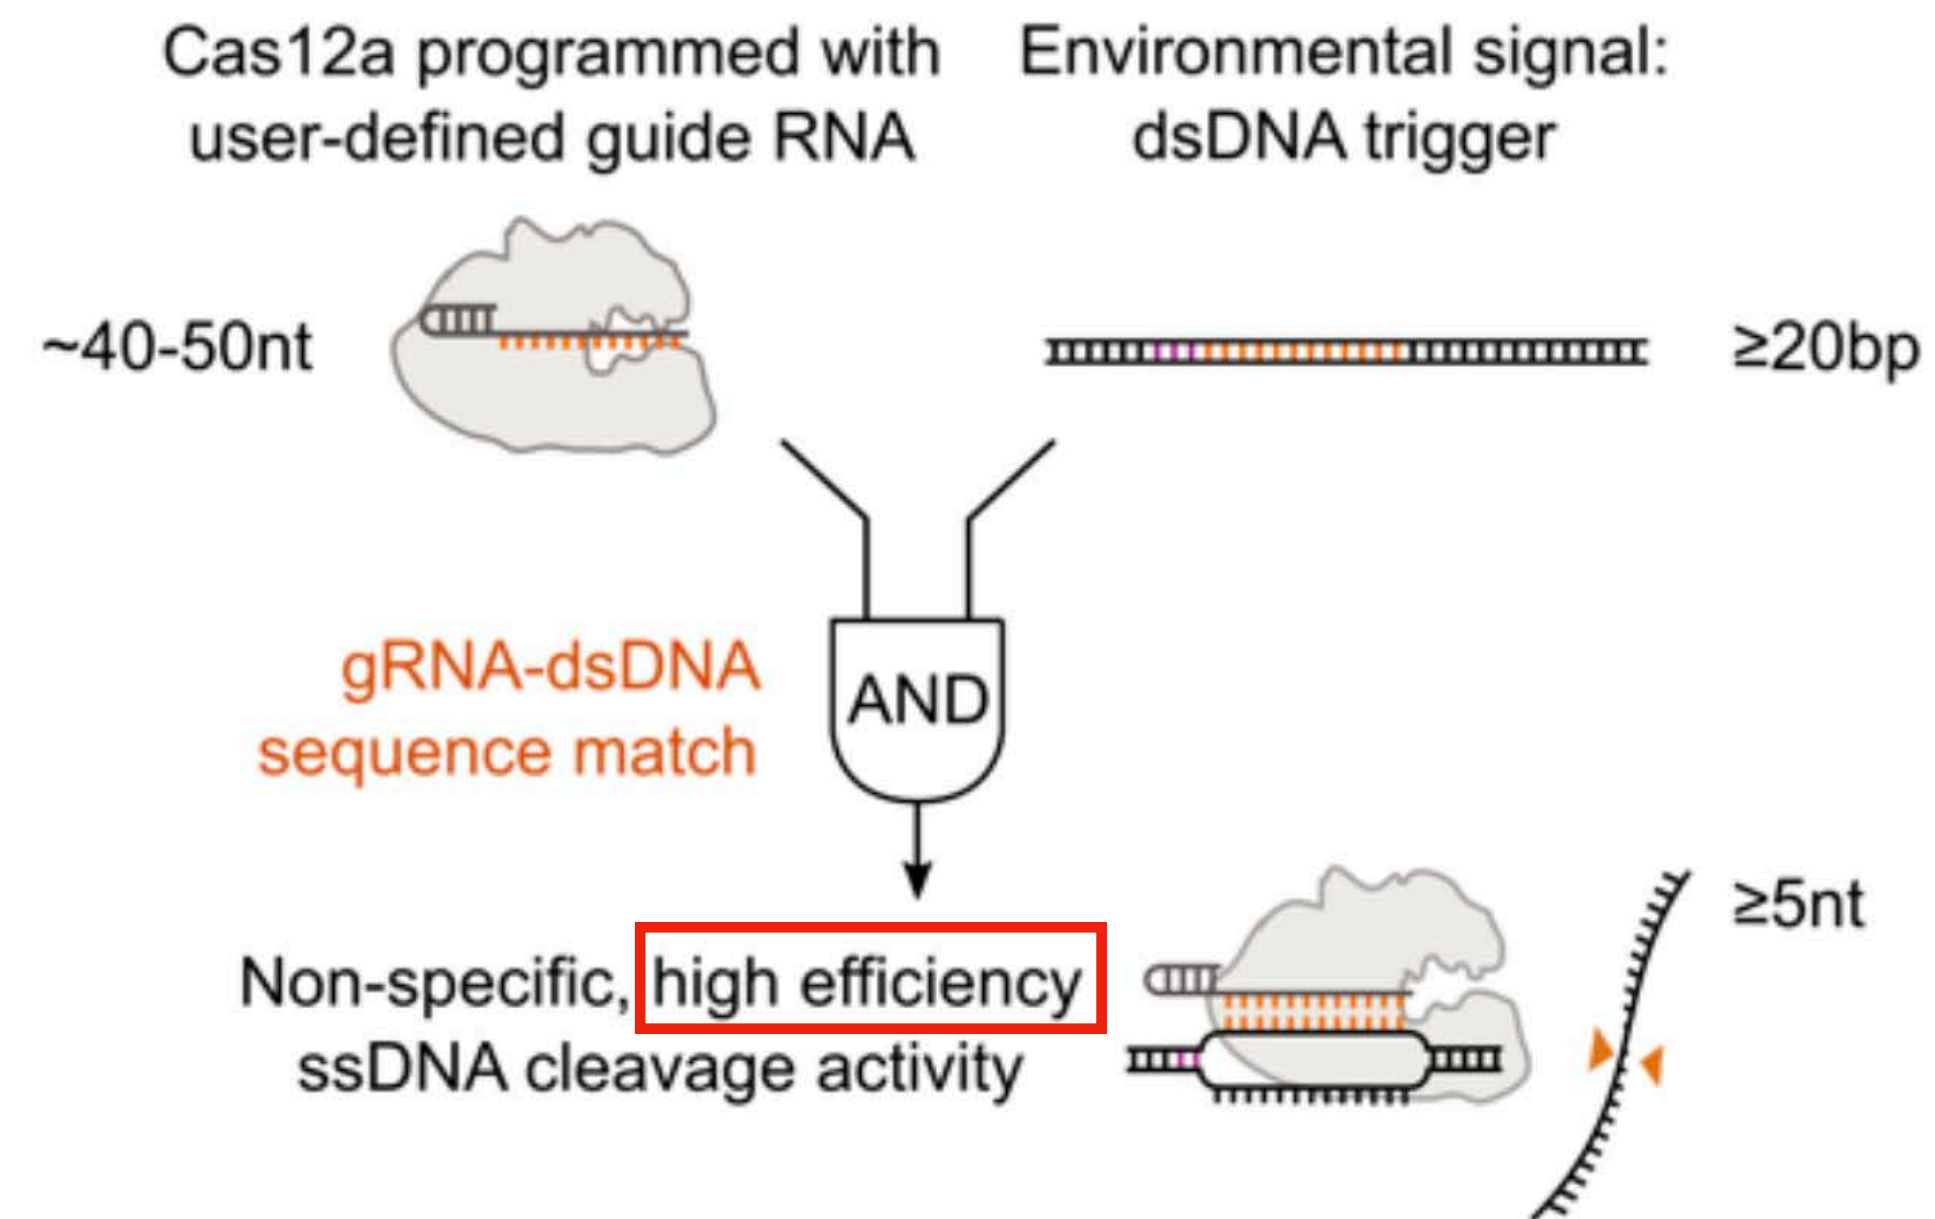 Cas12a programmed with
user-defined guide RNA
Environmental signal:
dsDNA trigger
~40-50nt
≥20bp
gRNA-dsDNA
sequence match
AND
Non-specific, high efficiency
ssDNA cleavage activity
≥5nt